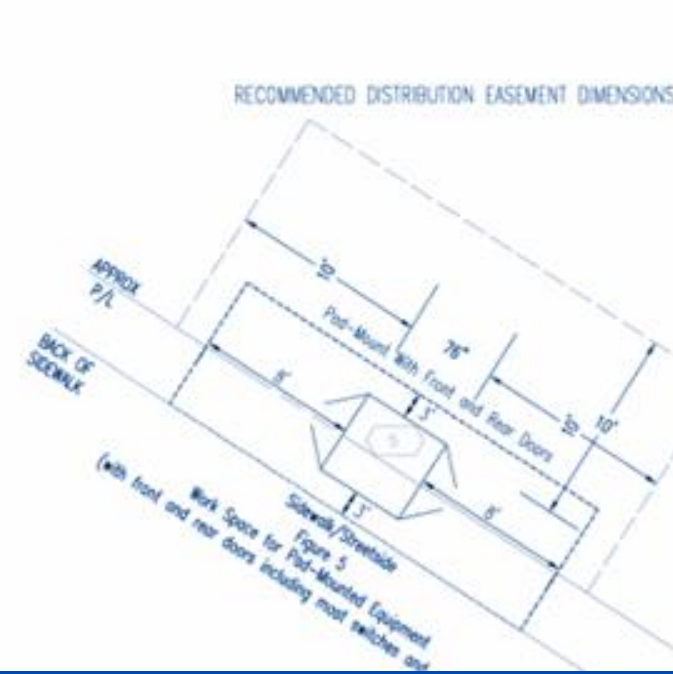 RECOMMENDED DISTRIBUTION EASEMENT DIMENSIONS
APPROX
P/L
BACK OF
SIDEWALK
10'
Pad-Mount With Front and Rear Doors
76"
10'
10'
8'
3'
5
8'
3'
Sidewalk/Streetside
Figure 5
Work Space for Pad-Mounted Equipment
(with front and rear doors including most switches and